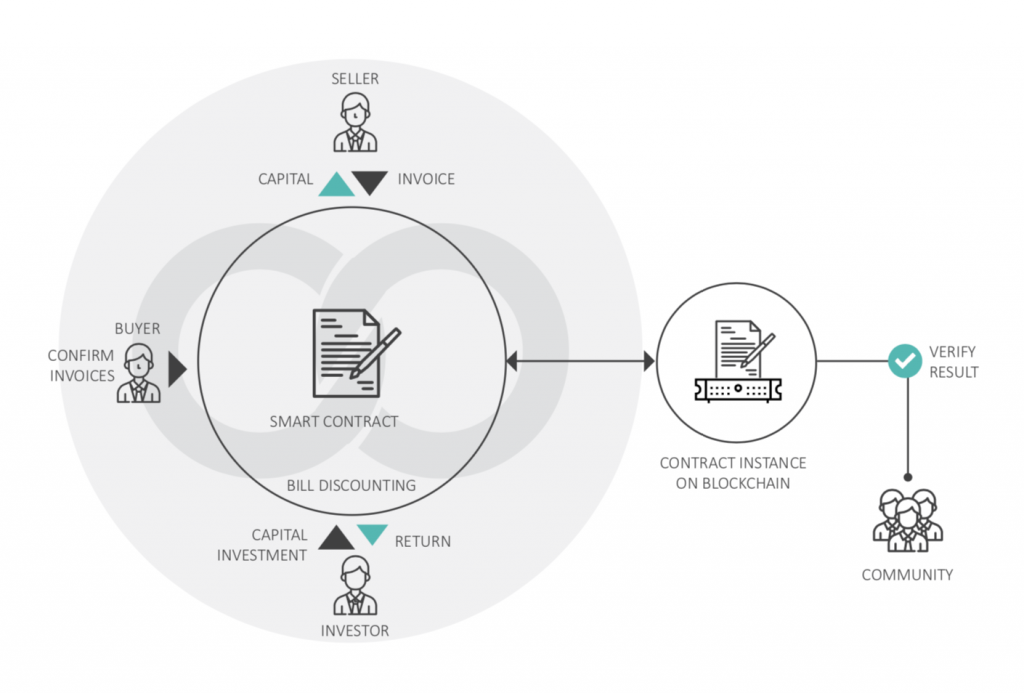 SELLER
CAPITAL
INVOICE
BUYER
CONFIRM
INVOICES
SMART CONTRACT
BILL DISCOUNTING
CAPITAL
INVESTMENT
RETURN
INVESTOR
CONTRACT INSTANCE
ON BLOCKCHAIN
VERIFY
RESULT
COMMUNITY